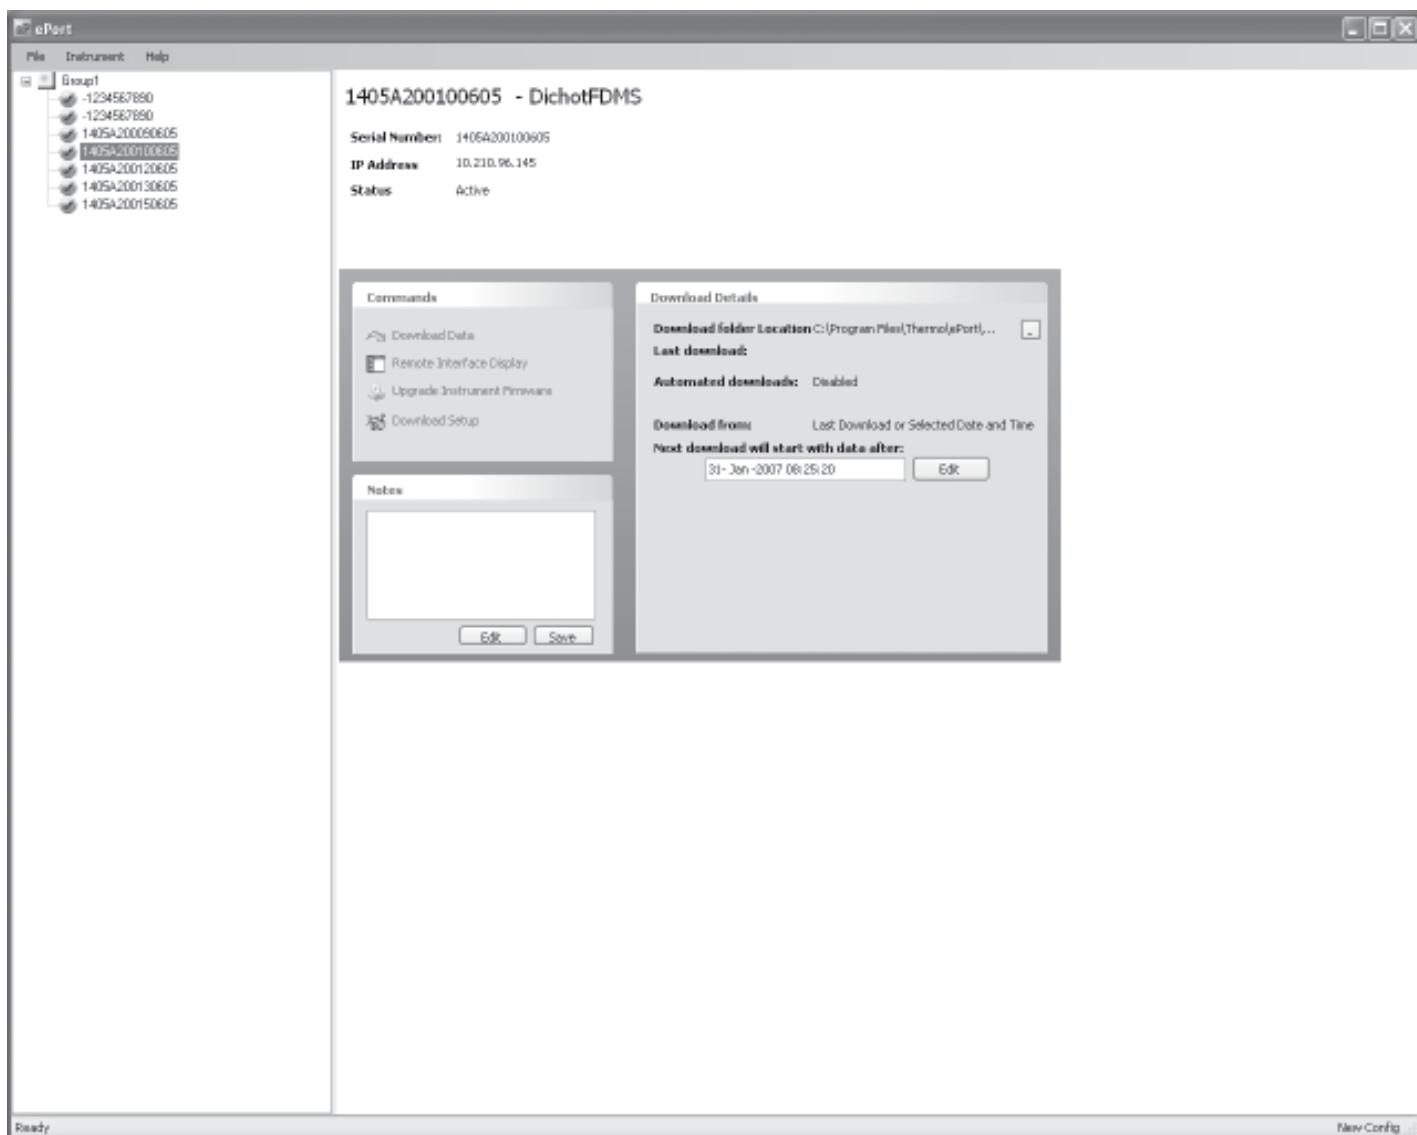 ePort
File Instrument Help
Group1
-1234567890
-1234567890
1405A200090605
1405A200100605
1405A200120605
1405A200130605
1405A200150605
1405A200100605 - DichotFDMS
Serial Number: 1405A200100605
IP Address 10.210.96.145
Status Active
Commands
Download Data
Remote Interface Display
Upgrade Instrument Firmware
Download Setup
Notes
Edit Save
Download Details
Download folder Location C:\Program Files\Thermo\ePort\...
Last download:
Automated downloads: Disabled
Download from: Last Download or Selected Date and Time
Next download will start with data after:
31-Jan-2007 08:25:20 Edit
Ready New Config